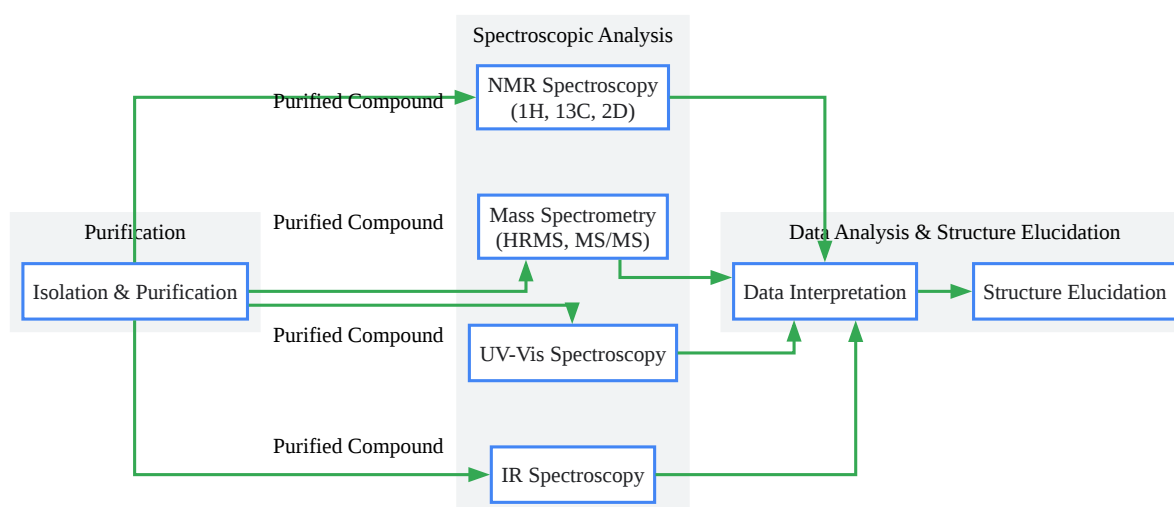 Spectroscopic Analysis
NMR Spectroscopy
(1H, 13C, 2D)
Purified Compound
Mass Spectrometry
(HRMS, MS/MS)
Purified Compound
Purification
Data Analysis & Structure Elucidation
Isolation & Purification
Data Interpretation
Structure Elucidation
Purified Compound
UV-Vis Spectroscopy
Purified Compound
IR Spectroscopy